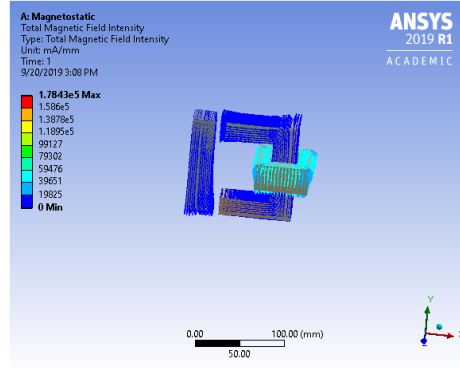 A: Magnetostatic
Total Magnetic Field Intensity
Type: Total Magnetic Field Intensity
Unit: mA/mm
Time: 1
9/20/2019 3:08 PM
ANSYS
2019 R1
ACADEMIC
1.7843e5 Max
1.586e5
1.3878e5
1.1895e5
99127
79302
59476
39651
19825
0 Min
0.00
100.00 (mm)
50.00
Y
Z